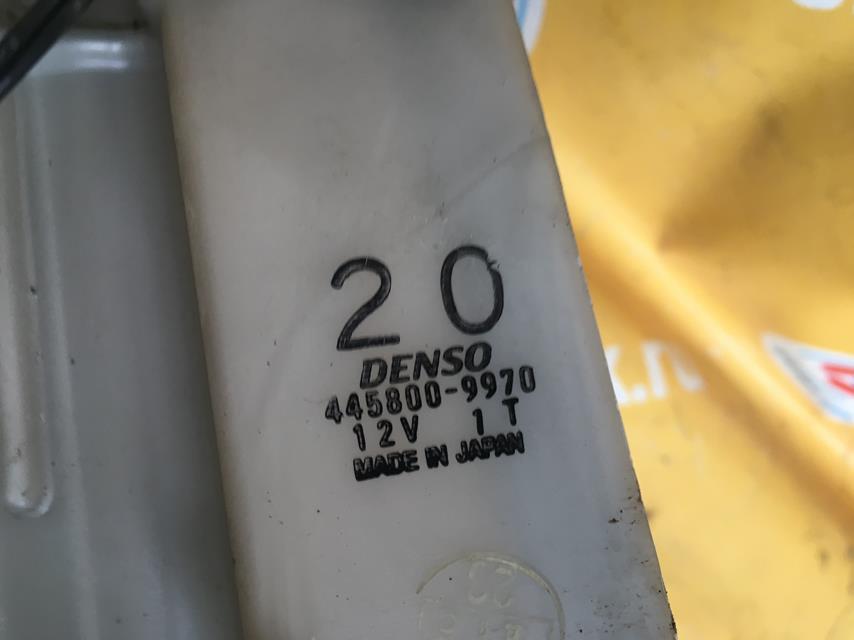 20
DENSO
445800-9970
12V 1T
MADE IN JAPAN